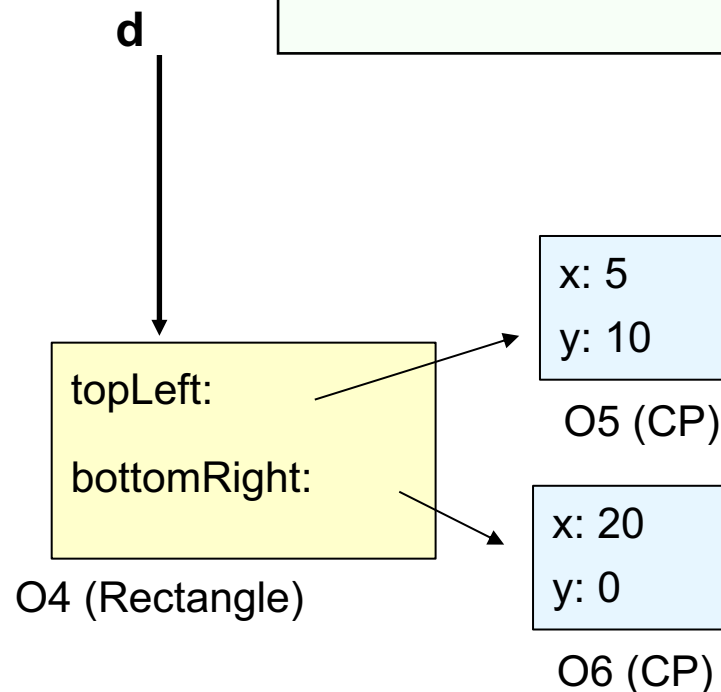 d
x: 5
y: 10
O5 (CP)
topLeft:
bottomRight:
O4 (Rectangle)
x: 20
y: 0
O6 (CP)